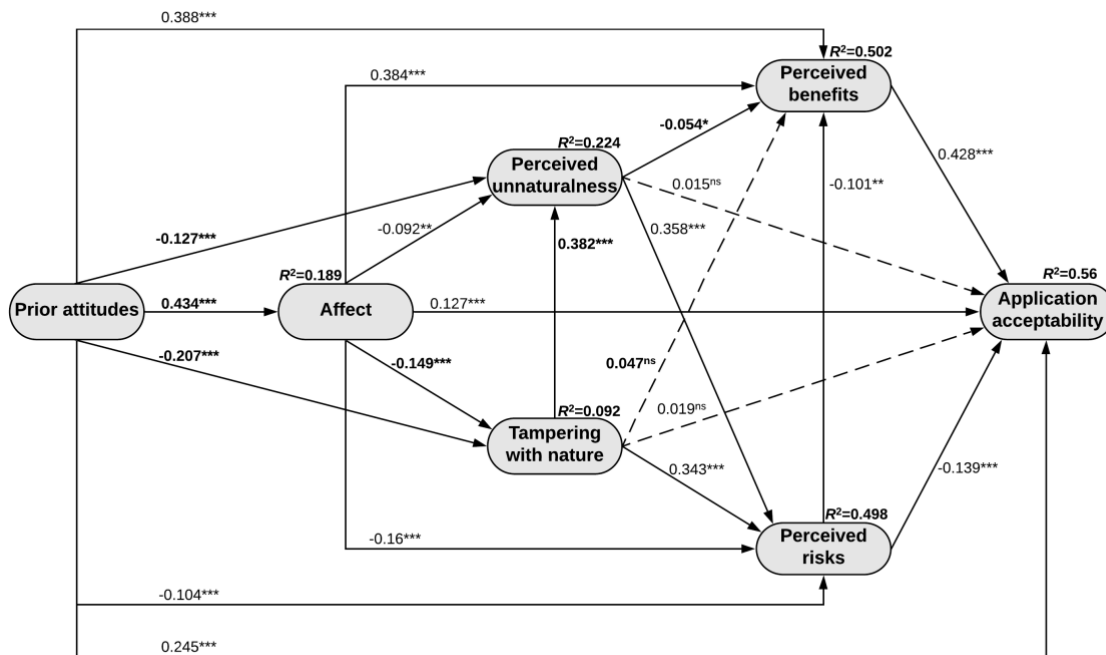 0.388***
R²=0.502
Perceived
benefits
0.384***
-0.054*
R²=0.224
Perceived
unnaturalness
0.015ⁿˢ
-0.101**
0.428***
-0.127***
-0.092**
0.382***
0.358***
R²=0.189
R²=0.56
Prior attitudes
0.434***
Affect
0.127***
Application
acceptability
-0.207***
-0.149***
0.047ⁿˢ
R²=0.092
0.019ⁿˢ
Tampering
with nature
0.343***
-0.139***
R²=0.498
Perceived
risks
-0.16***
-0.104***
0.245***